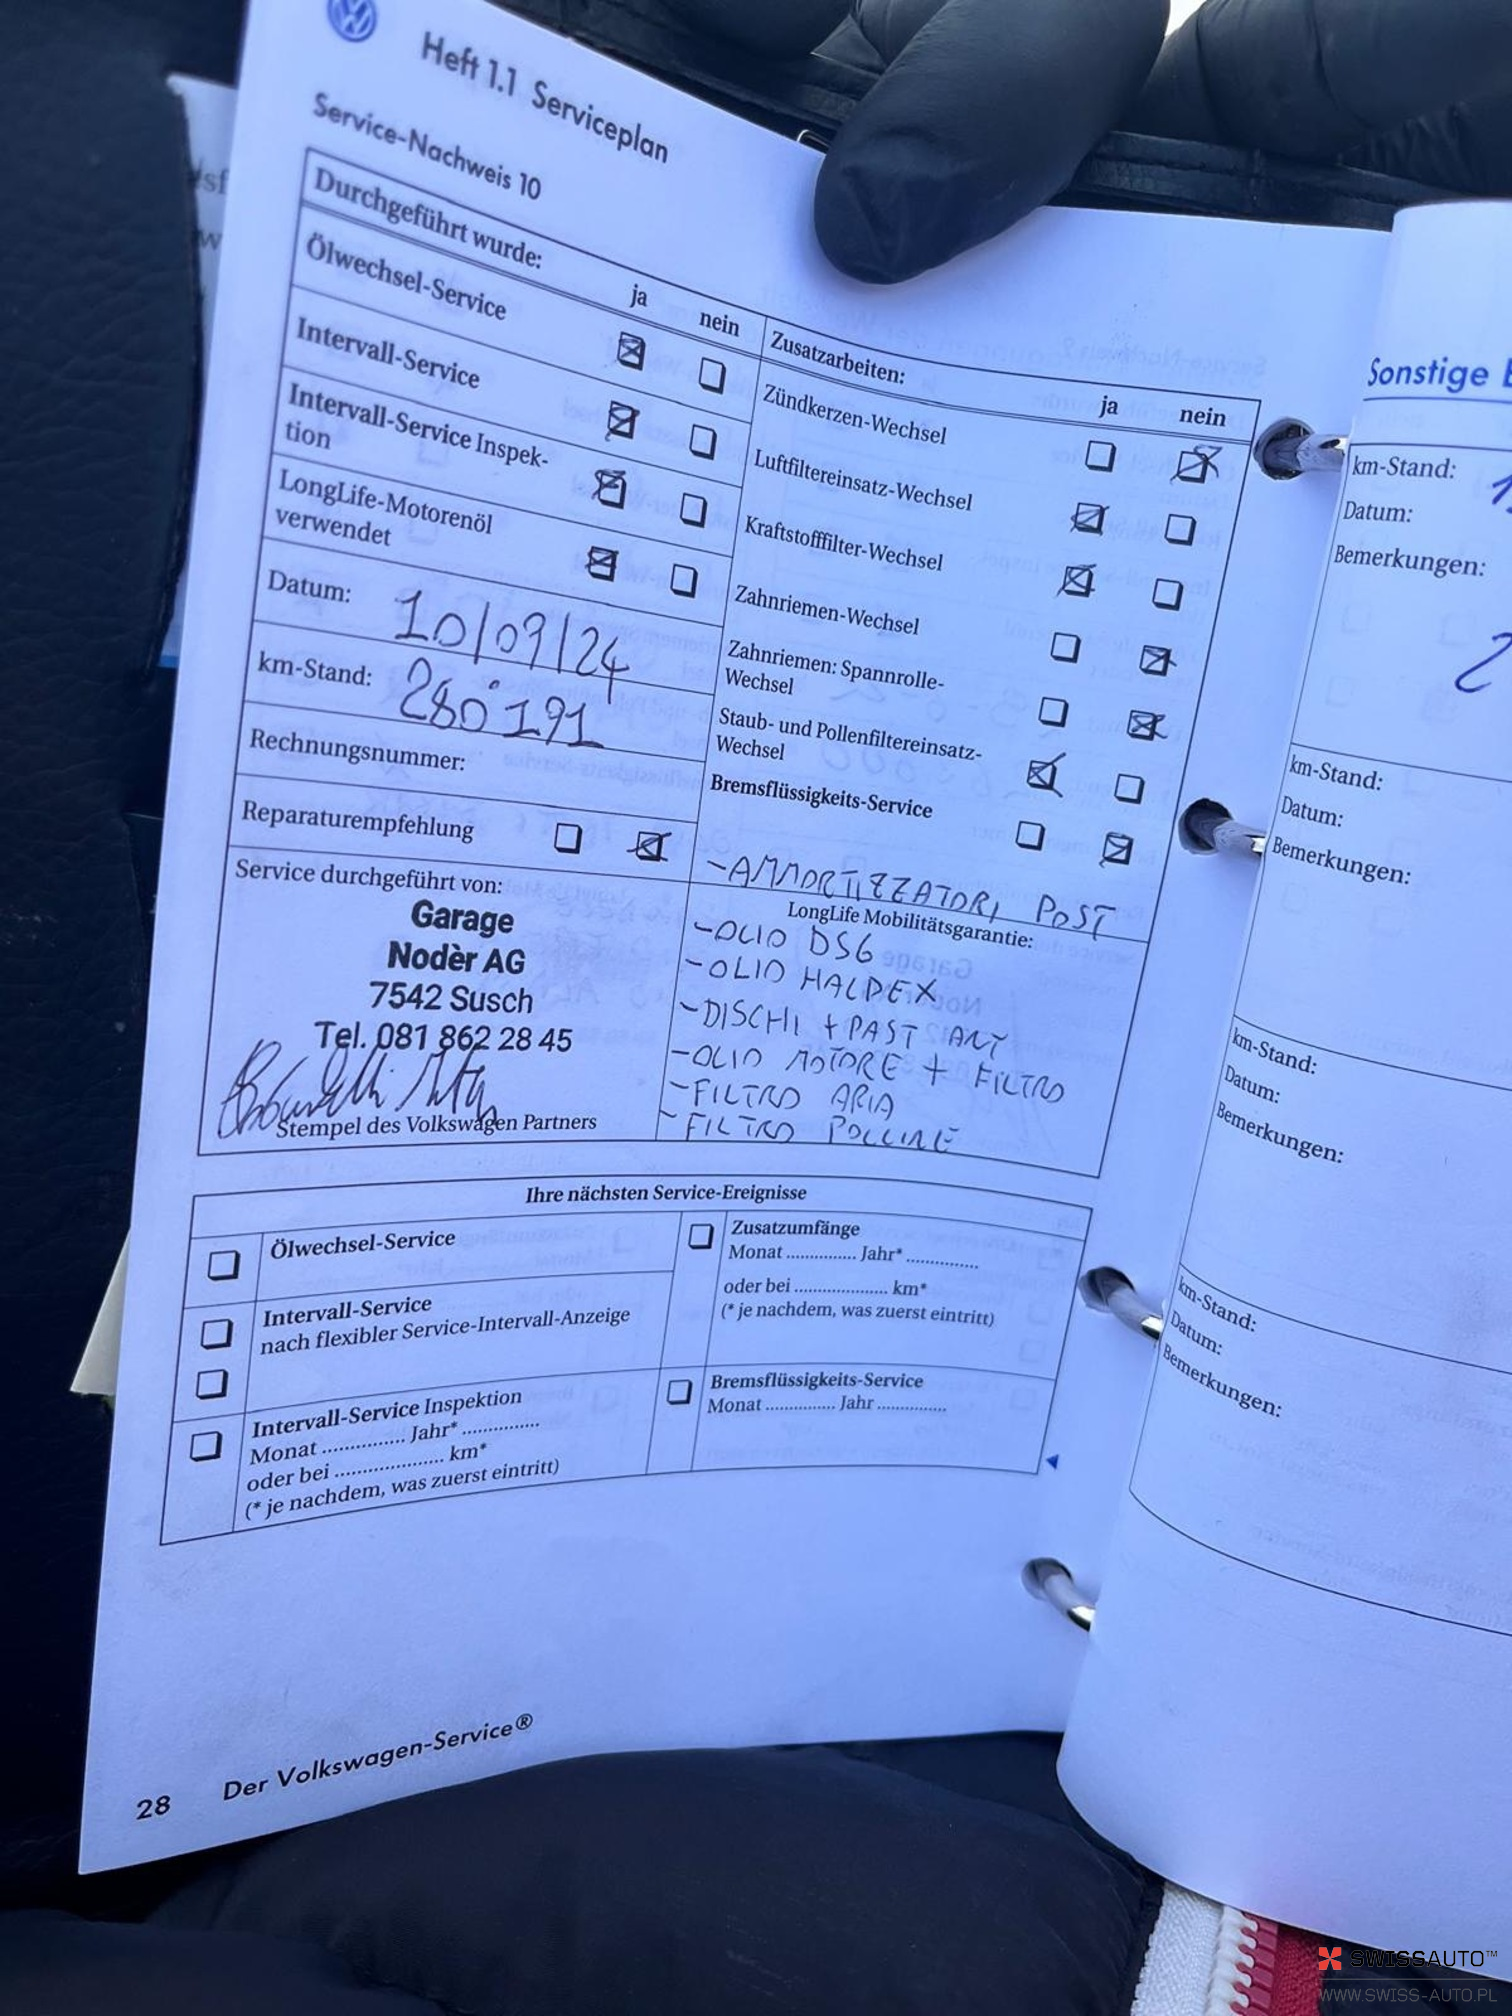 Heft 1.1 Serviceplan
Service-Nachweis 10
Durchgeführt wurde:
ja nein
Ölwechsel-Service
Intervall-Service
Intervall-Service Inspek-
tion
LongLife-Motorenöl
verwendet
Datum: 10/09/24
km-Stand: 280'191
Rechnungsnummer:
Reparaturempfehlung
Service durchgeführt von:
Garage
Nodèr AG
7542 Susch
Tel. 081 862 28 45
Stempel des Volkswagen Partners
Zusatzarbeiten:
ja nein
Zündkerzen-Wechsel
Luftfiltereinsatz-Wechsel
Kraftstofffilter-Wechsel
Zahnriemen-Wechsel
Zahnriemen: Spannrolle-
Wechsel
Staub- und Pollenfiltereinsatz-
Wechsel
Bremsflüssigkeits-Service
-AMMORTIZZATORI POST
LongLife Mobilitätsgarantie:
-OLIO DSG
-OLIO HALDEX
-DISCHI + PAST ANT
-OLIO MOTORE + FILTRO
-FILTRO ARIA
-FILTRO POLLINE
Ihre nächsten Service-Ereignisse
Ölwechsel-Service
Intervall-Service
nach flexibler Service-Intervall-Anzeige
Intervall-Service Inspektion
Monat ............... Jahr* ..............
oder bei .................... km*
(* je nachdem, was zuerst eintritt)
Zusatzumfänge
Monat .............. Jahr* ..............
oder bei .................... km*
(* je nachdem, was zuerst eintritt)
Bremsflüssigkeits-Service
Monat .............. Jahr ..............
28 Der Volkswagen-Service®
Sonstige
km-Stand:
Datum:
Bemerkungen:
2
km-Stand:
Datum:
Bemerkungen:
km-Stand:
Datum:
Bemerkungen:
km-Stand:
Datum:
Bemerkungen:
SWISSAUTO™
WWW.SWISS-AUTO.PL